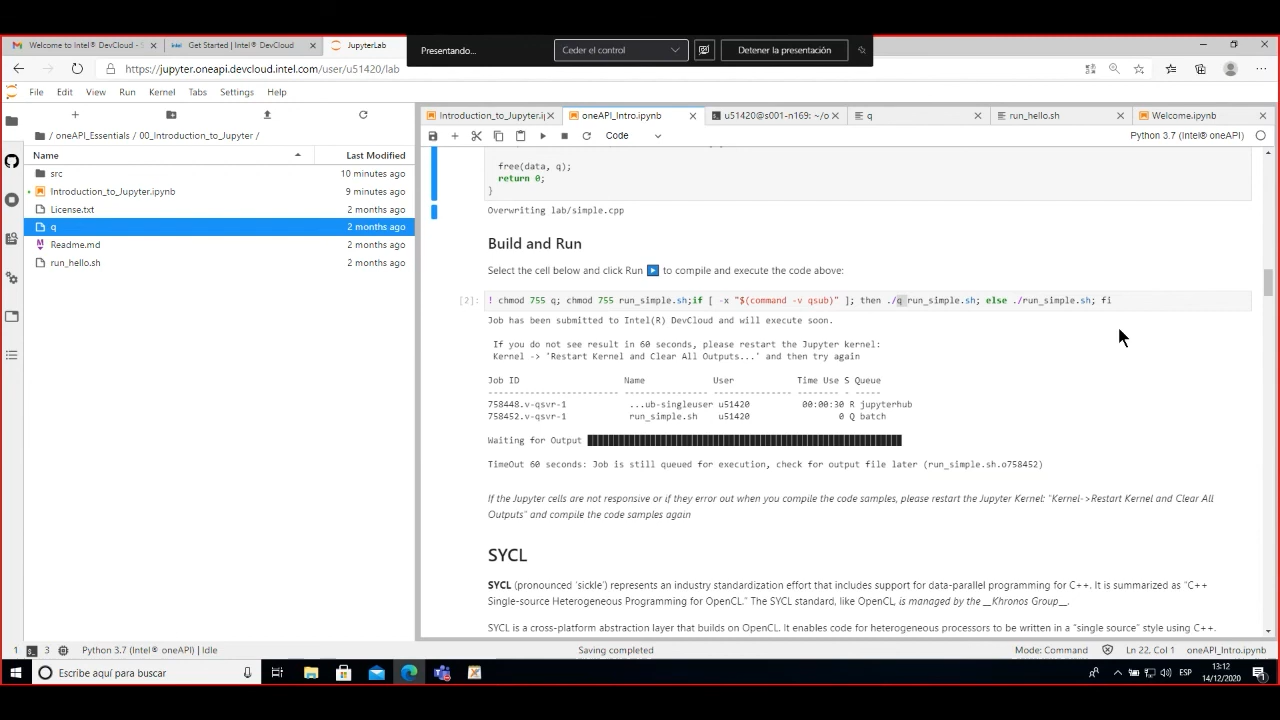 Presentando...
Ceder el control
Detener la presentación
Welcome to Intel® DevCloud -
Get Started | Intel® DevCloud
JupyterLab
https://jupyter.oneapi.devcloud.intel.com/user/u51420/lab
File Edit View Run Kernel Tabs Settings Help
/ oneAPI_Essentials / 00_Introduction_to_Jupyter /
Name Last Modified
src 10 minutes ago
Introduction_to_Jupyter.ipynb 9 minutes ago
License.txt 2 months ago
q 2 months ago
Readme.md 2 months ago
run_hello.sh 2 months ago
Introduction_to_Jupyter.i
oneAPI_Intro.ipynb
u51420@s001-n169: ~/o
q
run_hello.sh
Welcome.ipynb
Code
Python 3.7 (Intel® oneAPI)
free(data, q);
return 0;
}
Overwriting lab/simple.cpp
Build and Run
Select the cell below and click Run to compile and execute the code above:
[2]: ! chmod 755 q; chmod 755 run_simple.sh;if [ -x "$(command -v qsub)" ]; then ./q run_simple.sh; else ./run_simple.sh; fi
Job has been submitted to Intel(R) DevCloud and will execute soon.
If you do not see result in 60 seconds, please restart the Jupyter kernel:
Kernel -> 'Restart Kernel and Clear All Outputs...' and then try again
Job ID Name User Time Use S Queue
------------------------- ---------------- --------------- -------- - -----
758448.v-qsvr-1 ...ub-singleuser u51420 00:00:30 R jupyterhub
758452.v-qsvr-1 run_simple.sh u51420 0 Q batch
Waiting for Output
TimeOut 60 seconds: Job is still queued for execution, check for output file later (run_simple.sh.o758452)
If the Jupyter cells are not responsive or if they error out when you compile the code samples, please restart the Jupyter Kernel: "Kernel->Restart Kernel and Clear All
Outputs" and compile the code samples again
SYCL
SYCL (pronounced 'sickle') represents an industry standardization effort that includes support for data-parallel programming for C++. It is summarized as "C++
Single-source Heterogeneous Programming for OpenCL." The SYCL standard, like OpenCL, is managed by the __Khronos Group__.
SYCL is a cross-platform abstraction layer that builds on OpenCL. It enables code for heterogeneous processors to be written in a "single source" style using C++.
1 3 Python 3.7 (Intel® oneAPI) | Idle
Saving completed
Mode: Command
Ln 22, Col 1 oneAPI_Intro.ipynb
Escribe aquí para buscar
ESP
13:12
14/12/2020
1